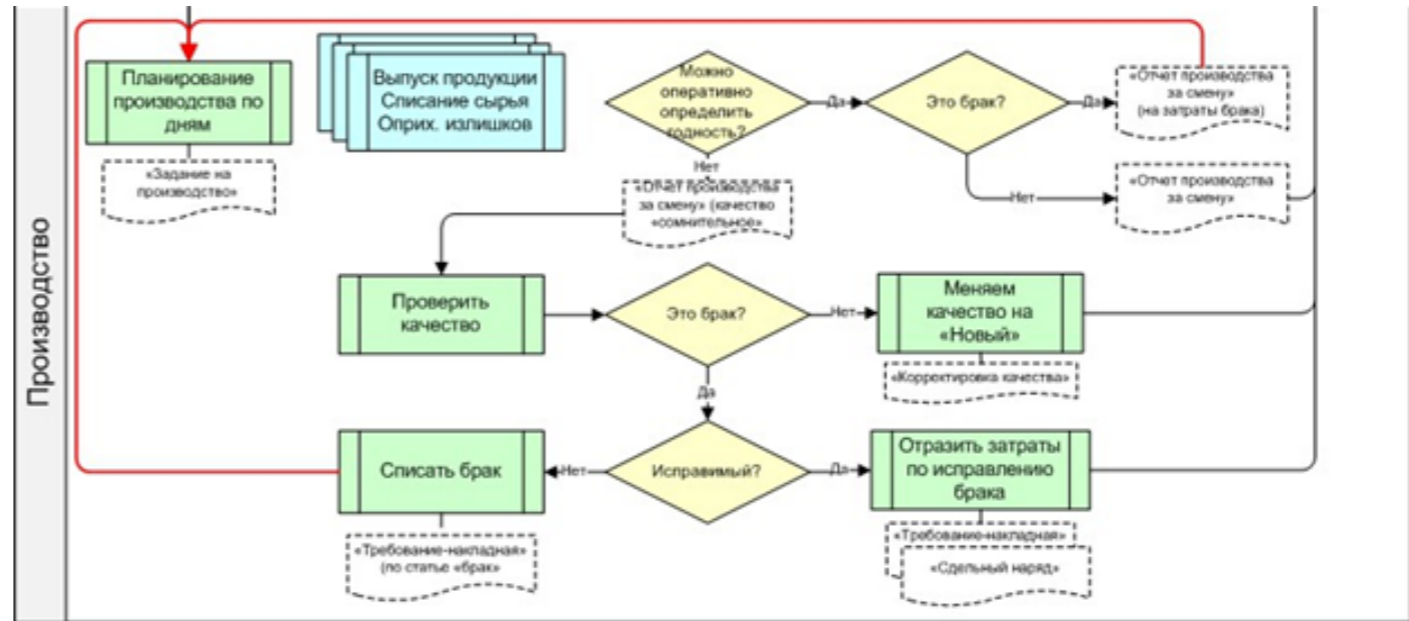 Производство
Планирование
производства по
дням
«Задание на
производство»
Выпуск продукции
Списание сырья
Оприх. излишков
Можно
оперативно
определить
годность?
Да
Это брак?
Да
«Отчет производства
за смену»
(на затраты брака)
Нет
«Отчет производства
за смену»
Нет
«Отчет производства
за смену» (качество
«сомнительное»
Проверить
качество
Это брак?
Нет
Меняем
качество на
«Новый»
«Корректировка качества»
Да
Списать брак
Нет
Исправимый?
Да
Отразить затраты
по исправлению
брака
«Требование-накладная»
(по статье «брак»
«Требование-накладная»
«Сдельный наряд»